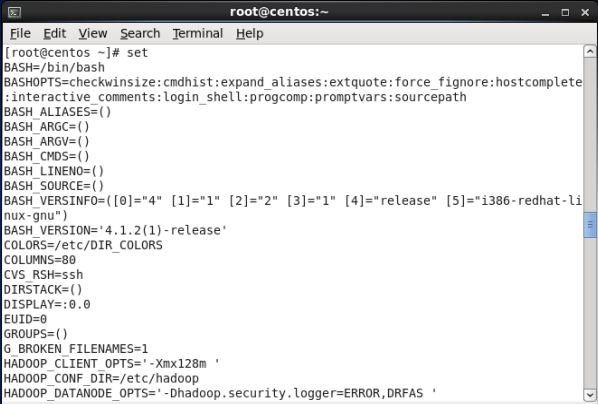 root@centos:~
File Edit View Search Terminal Help
[root@centos ~]# set
BASH=/bin/bash
BASHOPTS=checkwinsize:cmdhist:expand_aliases:extquote:force_fignore:hostcomplete
:interactive_comments:login_shell:progcomp:promptvars:sourcepath
BASH_ALIASES=()
BASH_ARGC=()
BASH_ARGV=()
BASH_CMDS=()
BASH_LINENO=()
BASH_SOURCE=()
BASH_VERSINFO=([0]="4" [1]="1" [2]="2" [3]="1" [4]="release" [5]="i386-redhat-li
nux-gnu")
BASH_VERSION='4.1.2(1)-release'
COLORS=/etc/DIR_COLORS
COLUMNS=80
CVS_RSH=ssh
DIRSTACK=()
DISPLAY=:0.0
EUID=0
GROUPS=()
G_BROKEN_FILENAMES=1
HADOOP_CLIENT_OPTS='-Xmx128m '
HADOOP_CONF_DIR=/etc/hadoop
HADOOP_DATANODE_OPTS='-Dhadoop.security.logger=ERROR,DRFAS '